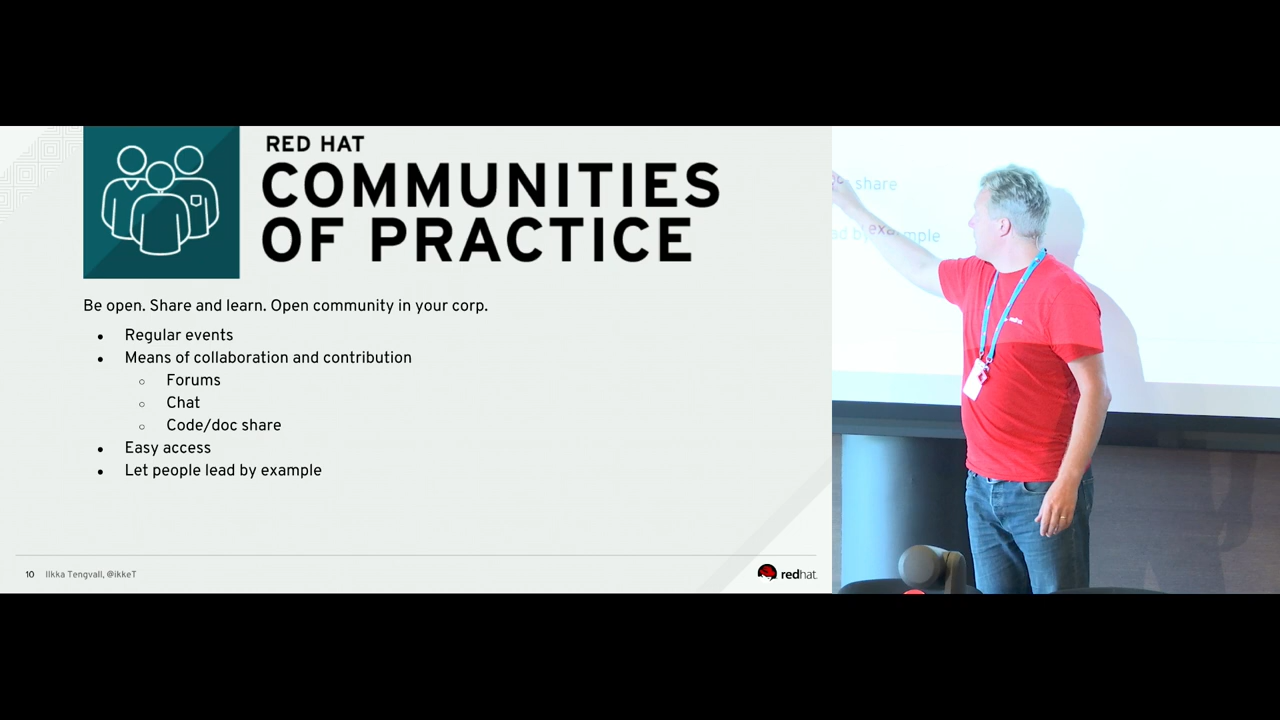 RED HAT
COMMUNITIES
OF PRACTICE
Be open. Share and learn. Open community in your corp.
● Regular events
● Means of collaboration and contribution
○ Forums
○ Chat
○ Code/doc share
● Easy access
● Let people lead by example
10 Ilkka Tengvall, @ikkeT
redhat.
share
example